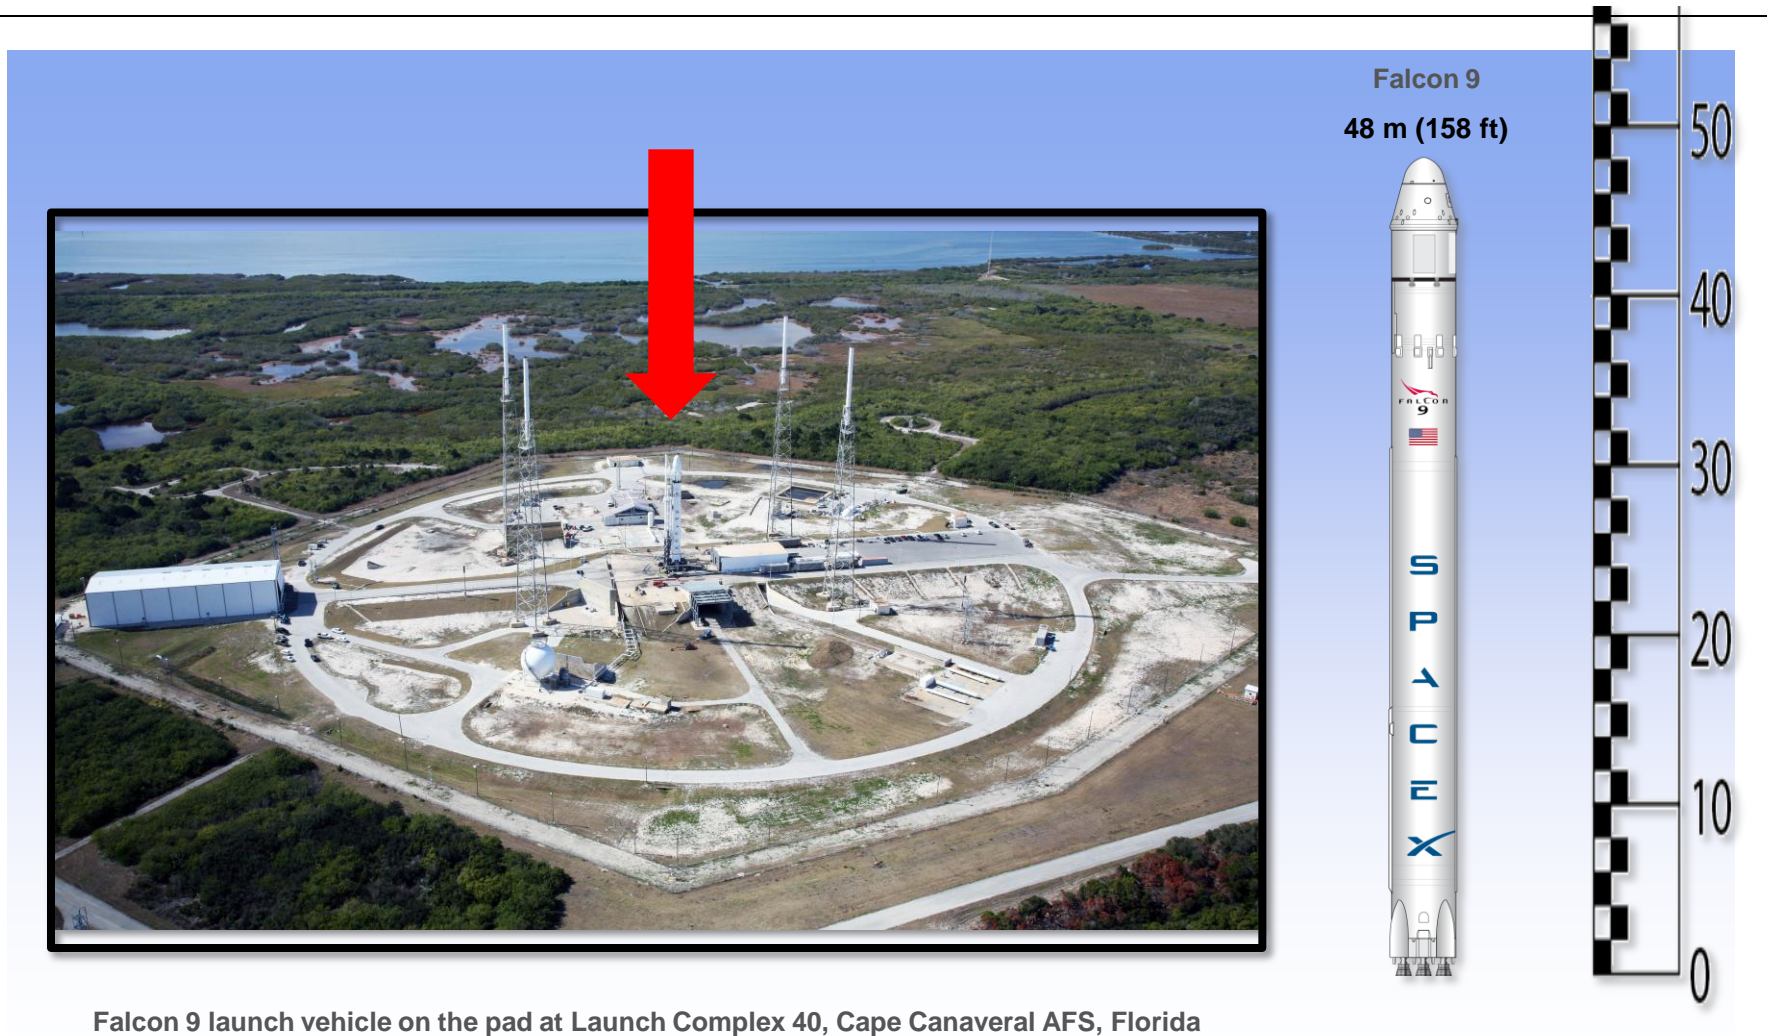 Falcon 9
48 m (158 ft)
50
40
30
20
10
0
FALCON
9
S
P
A
C
E
X
Falcon 9 launch vehicle on the pad at Launch Complex 40, Cape Canaveral AFS, Florida